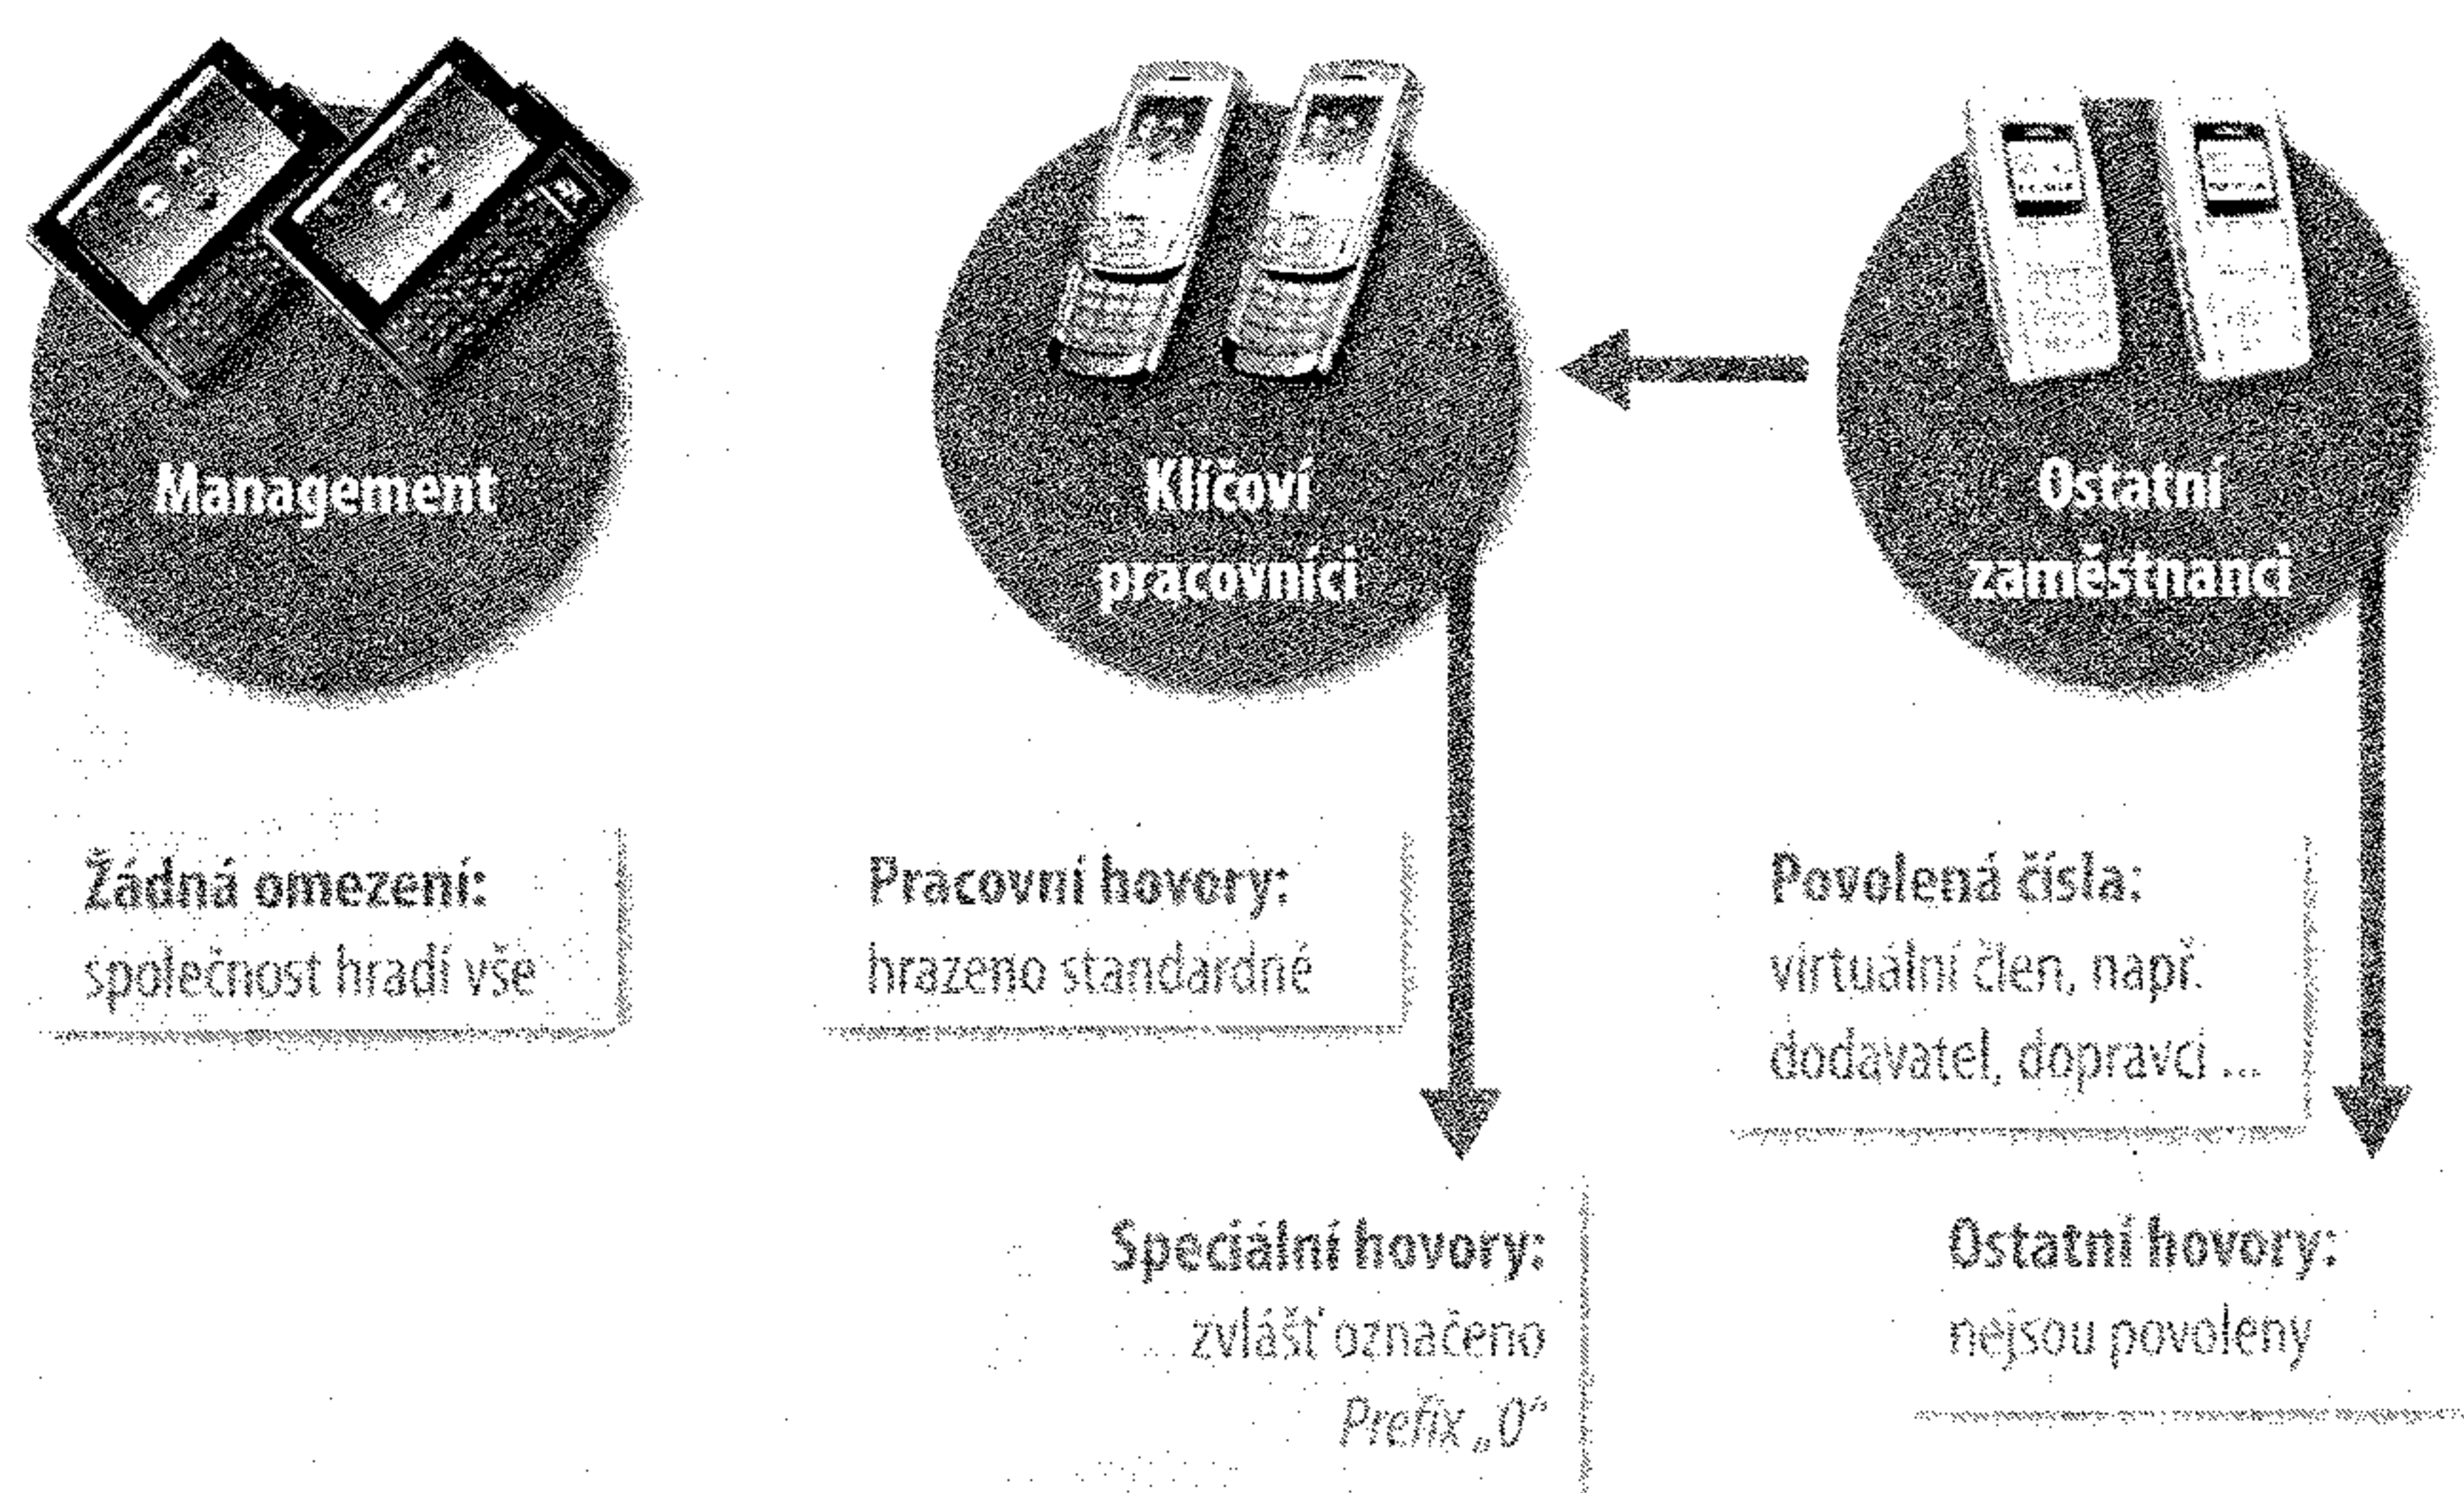 Management
Klíčoví
pracovníci
Ostatní
zaměstnanci
Žádná omezení:
společnost hradí vše
Pracovní hovory:
hrazeno standardně
Povolená čísla:
virtuální člen, např.
dodavatel, dopravci ...
Speciální hovory:
zvlášť označeno
Prefix „0“
Ostatní hovory:
nejsou povoleny